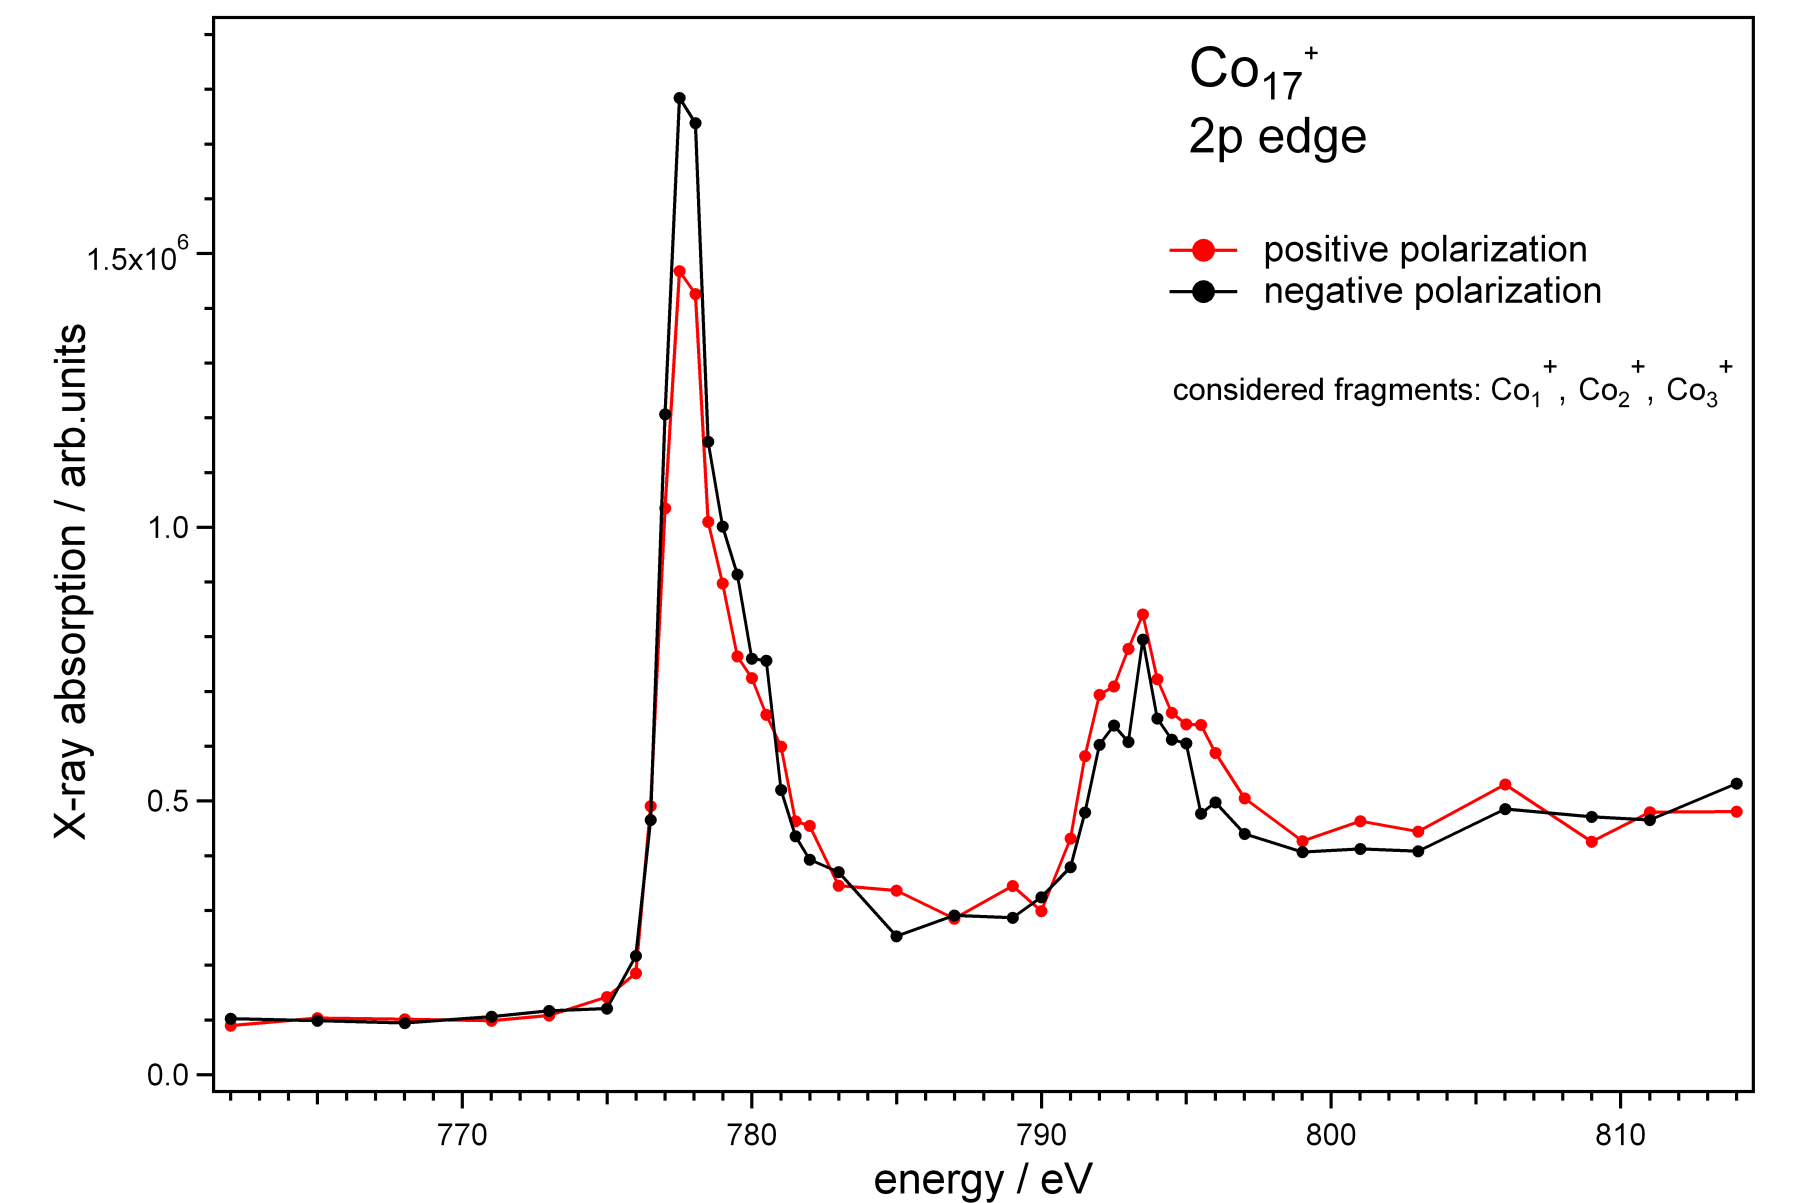 Co17+
2p edge
positive polarization
negative polarization
considered fragments: Co1+, Co2+, Co3+
X-ray absorption / arb.units
1.5x10^6
1.0
0.5
0.0
770 780 790 800 810
energy / eV